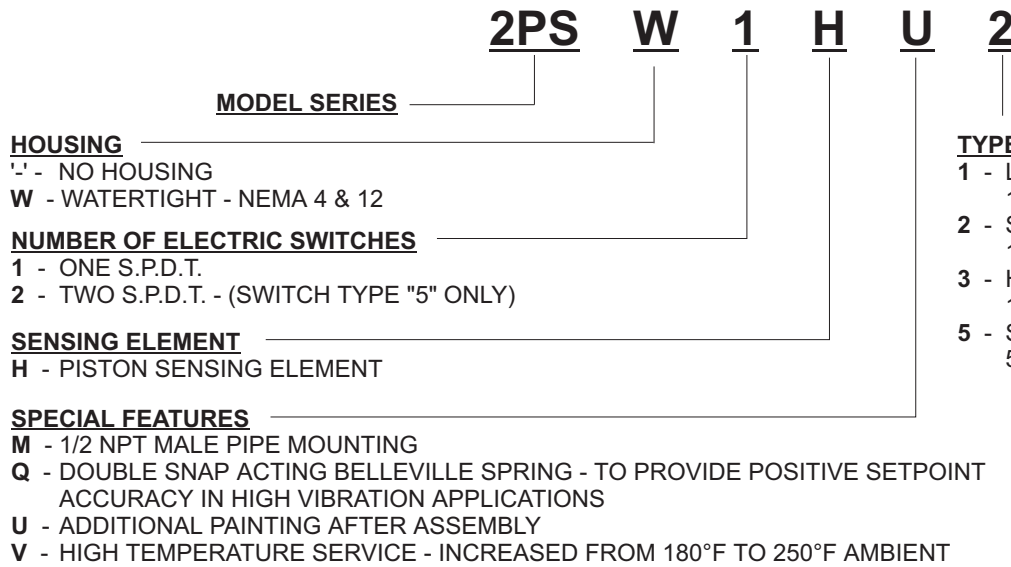 2PS W 1 H U 2
MODEL SERIES
HOUSING
'-' - NO HOUSING
W - WATERTIGHT - NEMA 4 & 12
NUMBER OF ELECTRIC SWITCHES
1 - ONE S.P.D.T.
2 - TWO S.P.D.T. - (SWITCH TYPE "5" ONLY)
SENSING ELEMENT
H - PISTON SENSING ELEMENT
SPECIAL FEATURES
M - 1/2 NPT MALE PIPE MOUNTING
Q - DOUBLE SNAP ACTING BELLEVILLE SPRING - TO PROVIDE POSITIVE SETPOINT
ACCURACY IN HIGH VIBRATION APPLICATIONS
U - ADDITIONAL PAINTING AFTER ASSEMBLY
V - HIGH TEMPERATURE SERVICE - INCREASED FROM 180°F TO 250°F AMBIENT
TYPE
1 -
2 -
3 -
5 -